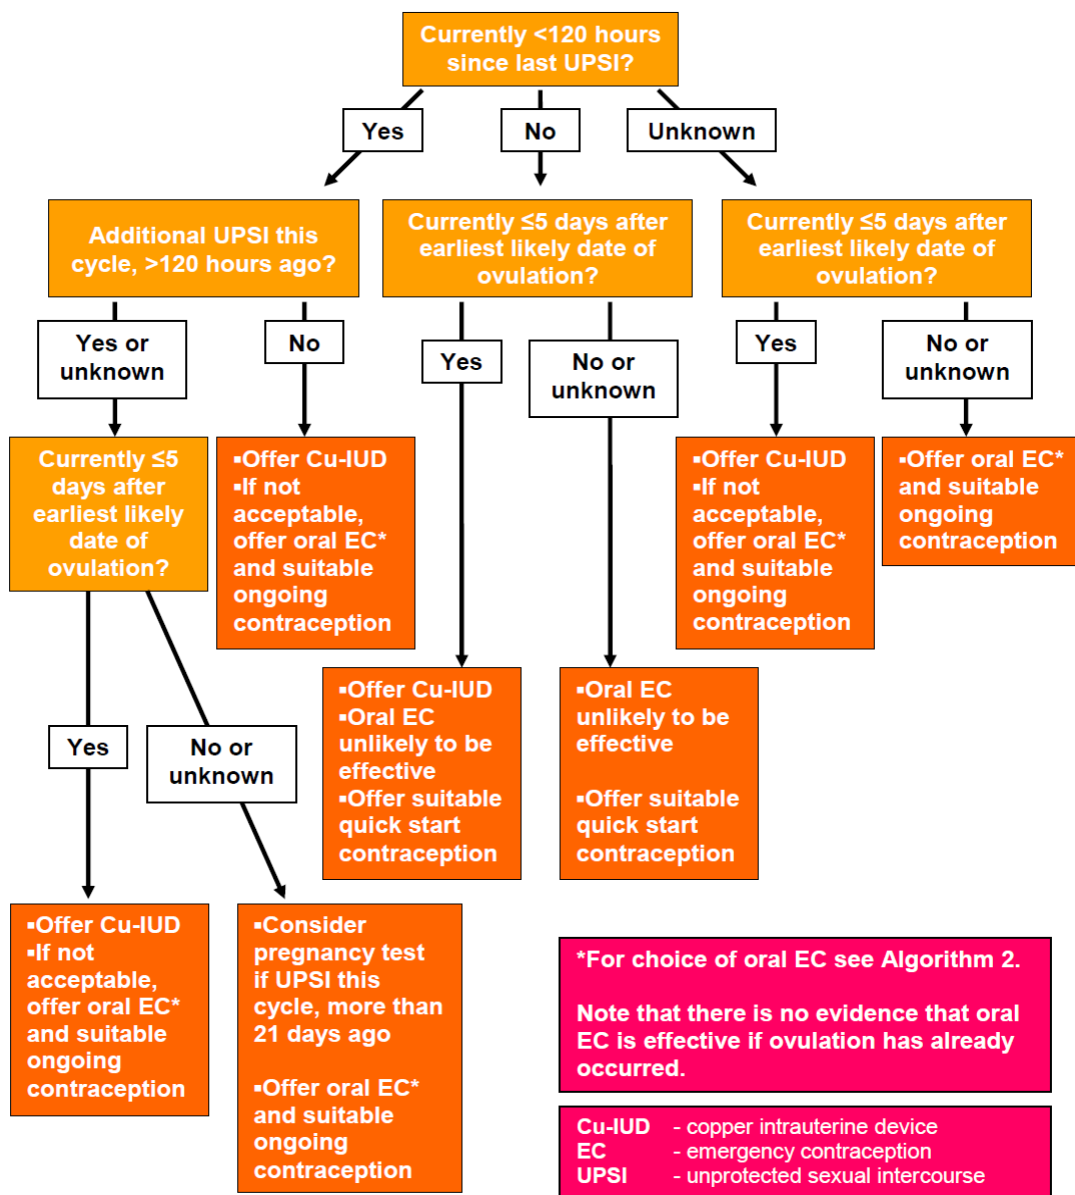 Currently <120 hours
since last UPSI?
Yes
No
Unknown
Additional UPSI this
cycle, >120 hours ago?
Currently ≤5 days after
earliest likely date of
ovulation?
Currently ≤5 days after
earliest likely date of
ovulation?
Yes or
unknown
No
Yes
No or
unknown
Yes
No or
unknown
Currently ≤5
days after
earliest likely
date of
ovulation?
▪Offer Cu-IUD
▪If not
acceptable,
offer oral EC*
and suitable
ongoing
contraception
▪Offer Cu-IUD
▪If not
acceptable,
offer oral EC*
and suitable
ongoing
contraception
▪Offer oral EC*
and suitable
ongoing
contraception
Yes
No or
unknown
▪Offer Cu-IUD
▪Oral EC
unlikely to be
effective
▪Offer suitable
quick start
contraception
▪Oral EC
unlikely to be
effective
▪Offer suitable
quick start
contraception
▪Offer Cu-IUD
▪If not
acceptable,
offer oral EC*
and suitable
ongoing
contraception
▪Consider
pregnancy test
if UPSI this
cycle, more than
21 days ago
▪Offer oral EC*
and suitable
ongoing
contraception
*For choice of oral EC see Algorithm 2.
Note that there is no evidence that oral
EC is effective if ovulation has already
occurred.
Cu-IUD - copper intrauterine device
EC - emergency contraception
UPSI - unprotected sexual intercourse